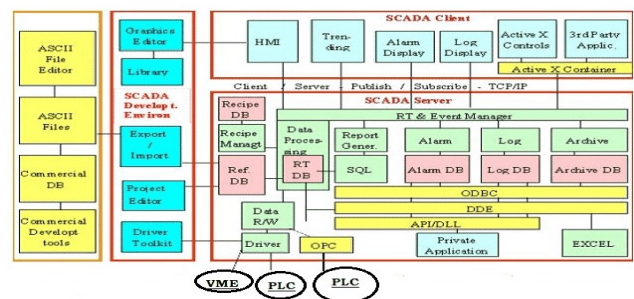 ASCII
File
Editor
ASCII
Files
Commercial
DB
Commercial
Developt
tools
Graphics
Editor
Library
SCADA
Develpt.
Environ
Export
/
Import
Project
Editor
Driver
Toolkit
SCADA Client
HMI
Tren-
ding
Alarm
Display
Log
Display
Active X
Controls
3rd Party
Applic.
Active X Container
Client / Server - Publish / Subscribe - TCP/IP
SCADA Server
RT & Event Manager
Recipe
DB
Recipe
Managt
Ref.
DB
Data
Proces-
sing
RT
DB
Report
Gener.
SQL
Alarm
Alarm DB
Log
Log DB
Archive
Archive DB
ODBC
DDE
API/DLL
Data
R/W
Driver
OPC
Private
Application
EXCEL
VME
PLC
PLC